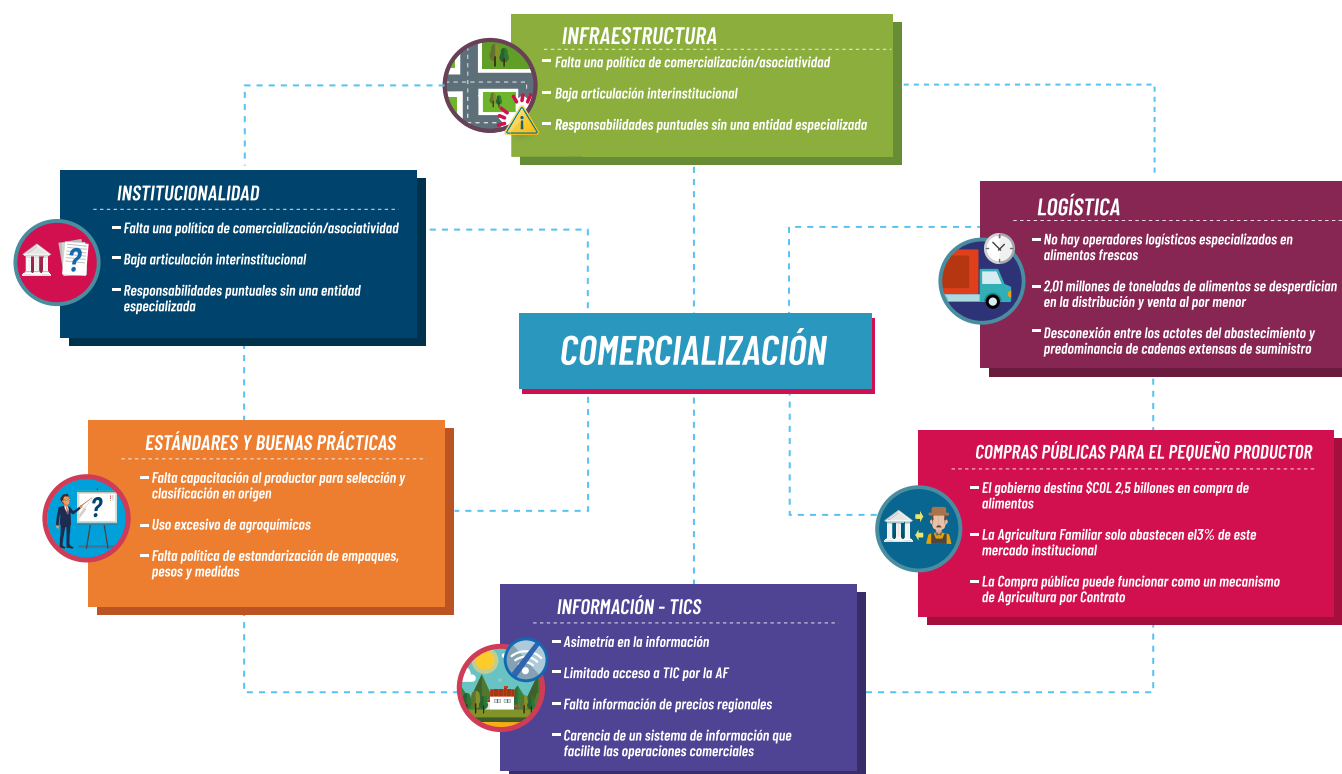 INFRAESTRUCTURA
– Falta una política de comercialización/asociatividad
– Baja articulación interinstitucional
– Responsabilidades puntuales sin una entidad especializada
INSTITUCIONALIDAD
– Falta una política de comercialización/asociatividad
– Baja articulación interinstitucional
– Responsabilidades puntuales sin una entidad
especializada
LOGÍSTICA
– No hay operadores logísticos especializados en
alimentos frescos
– 2,01 millones de toneladas de alimentos se desperdician
en la distribución y venta al por menor
– Desconexión entre los actotes del abastecimiento y
predominancia de cadenas extensas de suministro
COMERCIALIZACIÓN
ESTÁNDARES Y BUENAS PRÁCTICAS
– Falta capacitación al productor para selección y
clasificación en origen
– Uso excesivo de agroquímicos
– Falta política de estandarización de empaques,
pesos y medidas
COMPRAS PÚBLICAS PARA EL PEQUEÑO PRODUCTOR
– El gobierno destina $COL 2,5 billones en compra de
alimentos
– La Agricultura Familiar solo abastecen el3% de este
mercado institucional
– La Compra pública puede funcionar como un mecanismo
de Agricultura por Contrato
INFORMACIÓN - TICS
– Asimetría en la información
– Limitado acceso a TIC por la AF
– Falta información de precios regionales
– Carencia de un sistema de información que
facilite las operaciones comerciales